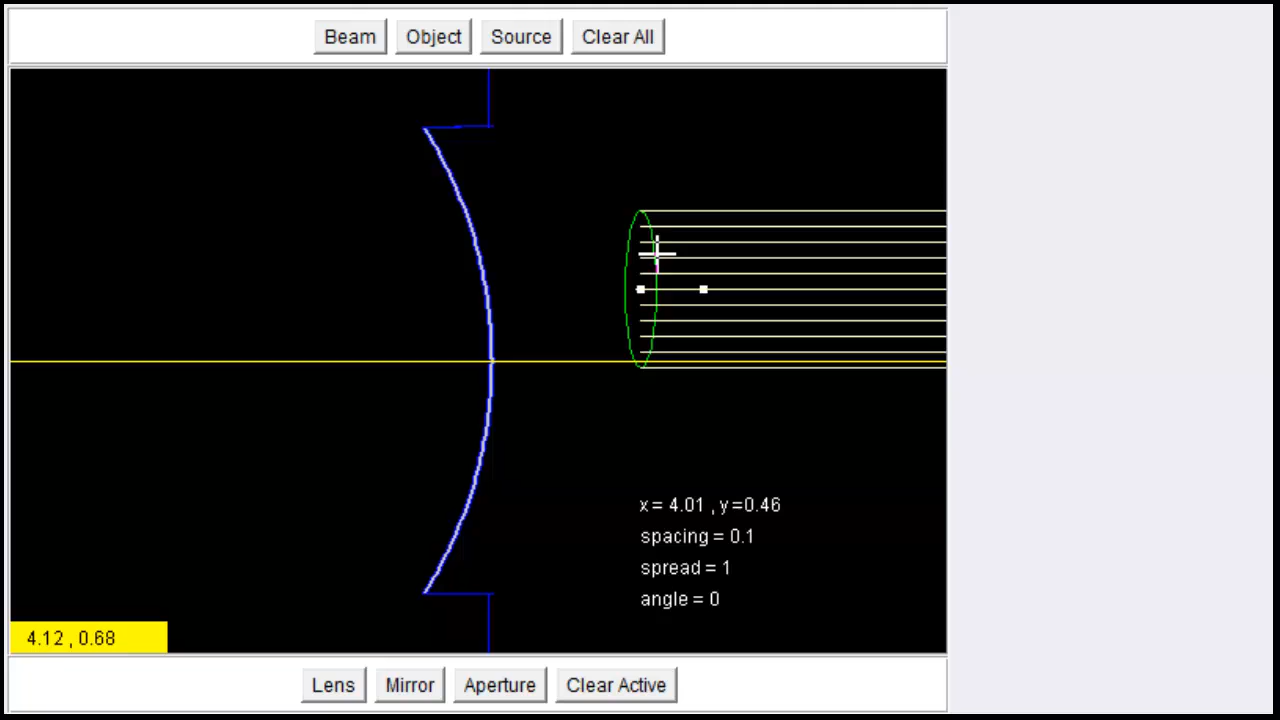 Beam Object Source Clear All
x = 4.01 , y =0.46
spacing = 0.1
spread = 1
angle = 0
4.12 , 0.68
Lens Mirror Aperture Clear Active